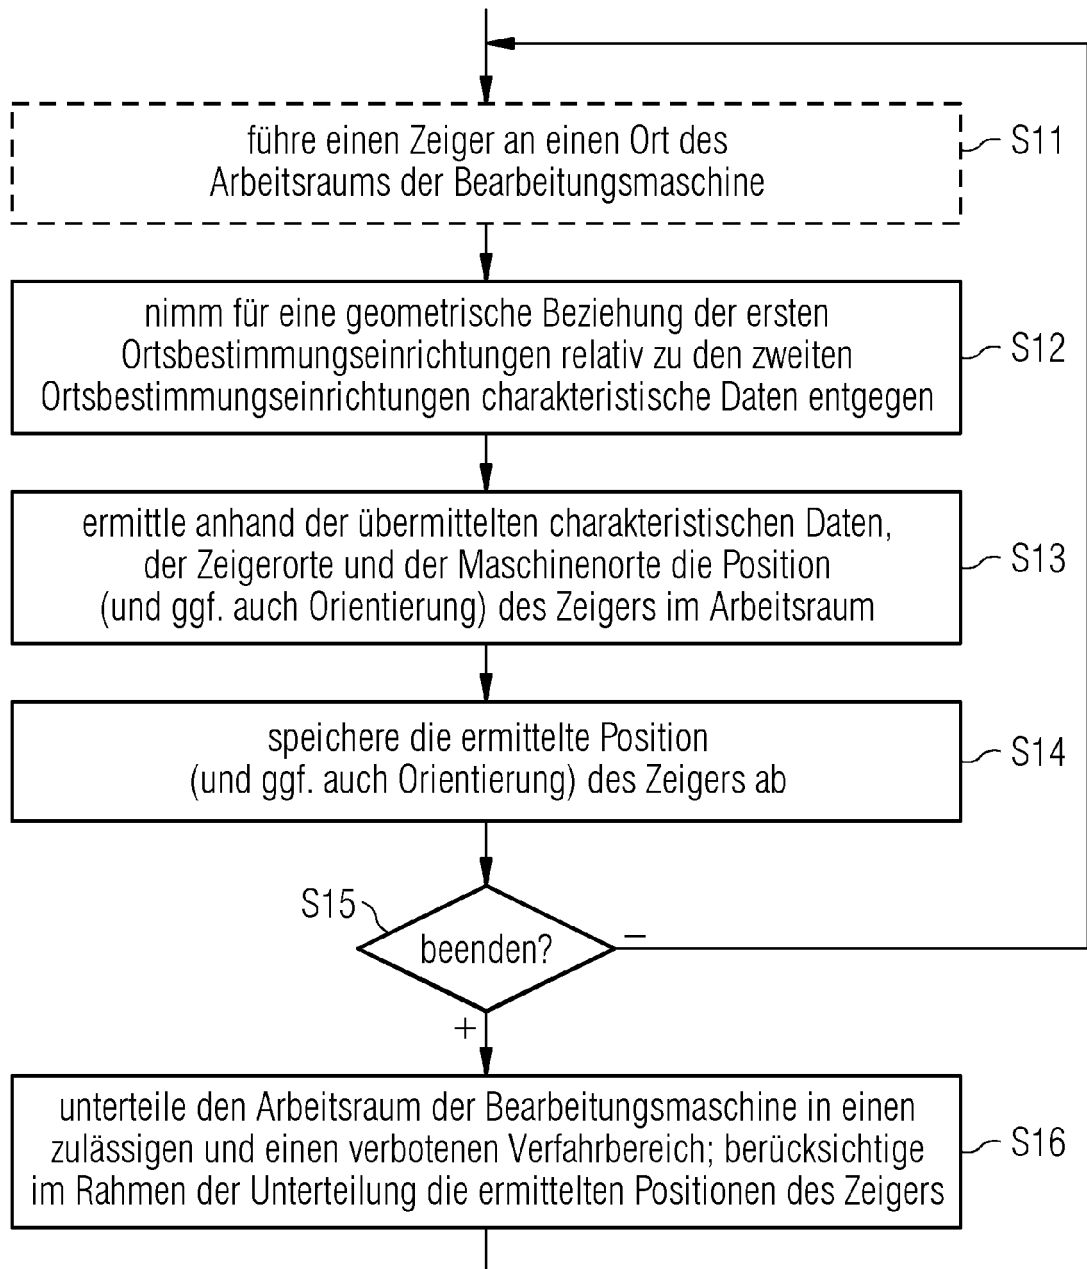 führe einen Zeiger an einen Ort des
Arbeitsraums der Bearbeitungsmaschine
S11
nimm für eine geometrische Beziehung der ersten
Ortsbestimmungseinrichtungen relativ zu den zweiten
Ortsbestimmungseinrichtungen charakteristische Daten entgegen
S12
ermittle anhand der übermittelten charakteristischen Daten,
der Zeigerorte und der Maschinenorte die Position
(und ggf. auch Orientierung) des Zeigers im Arbeitsraum
S13
speichere die ermittelte Position
(und ggf. auch Orientierung) des Zeigers ab
S14
S15
beenden?
–
+
unterteile den Arbeitsraum der Bearbeitungsmaschine in einen
zulässigen und einen verbotenen Verfahrbereich; berücksichtige
im Rahmen der Unterteilung die ermittelten Positionen des Zeigers
S16